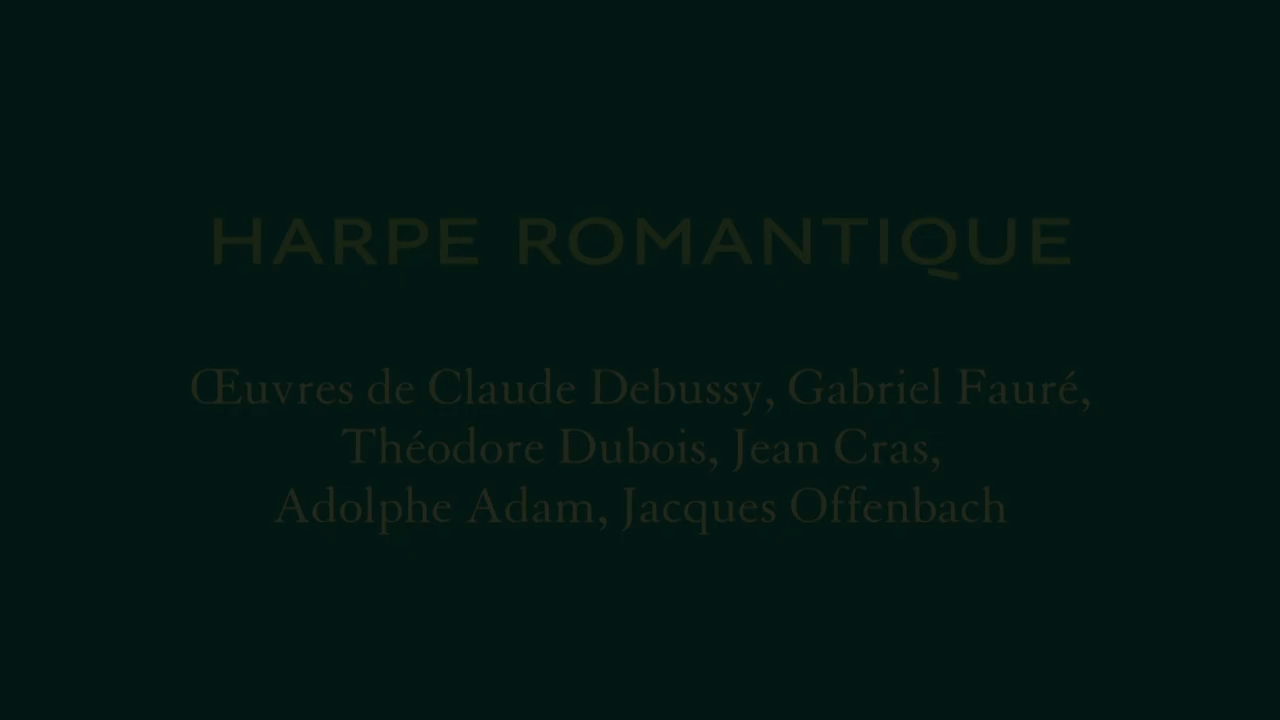 HARPE ROMANTIQUE
Œuvres de Claude Debussy, Gabriel Fauré,
Théodore Dubois, Jean Cras,
Adolphe Adam, Jacques Offenbach